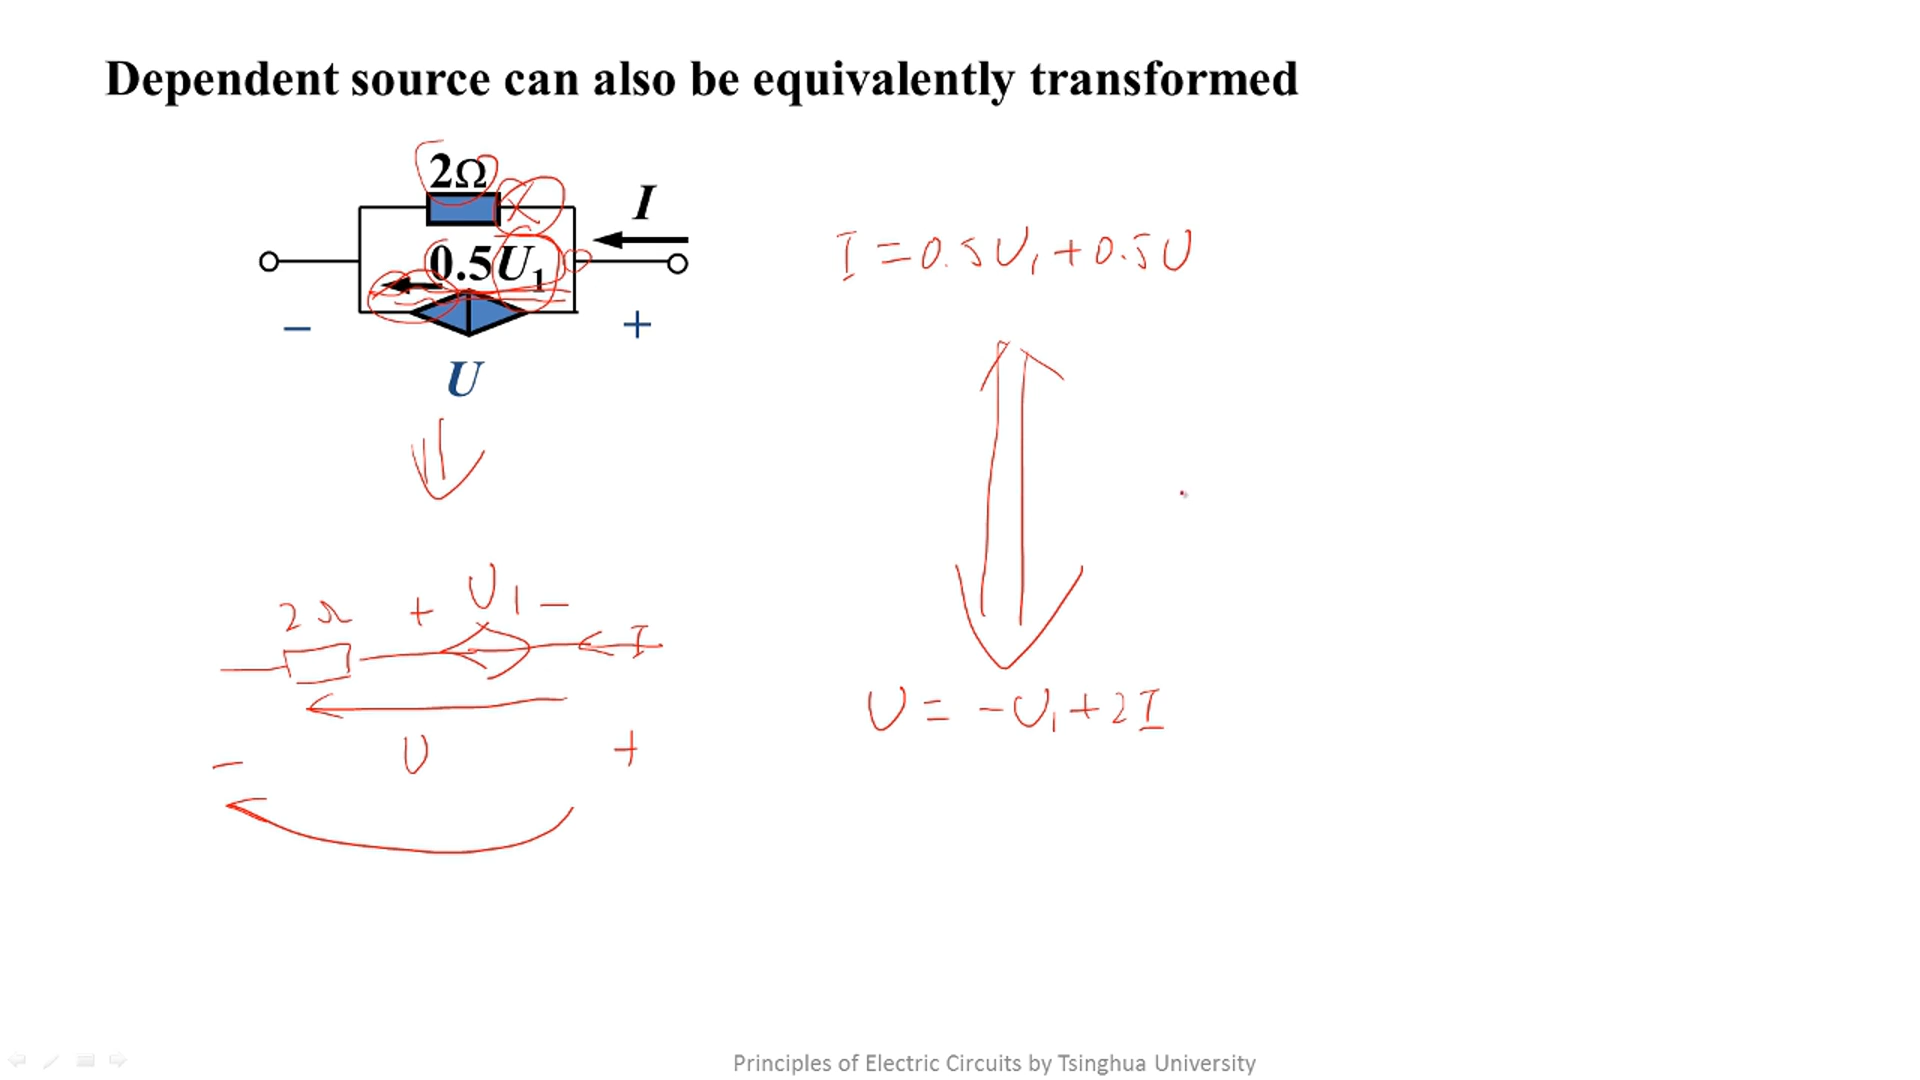 Dependent source can also be equivalently transformed
2Ω
I
0.5U₁
− +
U
I = 0.5U₁ + 0.5U
2Ω + U₁ −
I
U
− +
U = -U₁ + 2I
Principles of Electric Circuits by Tsinghua University